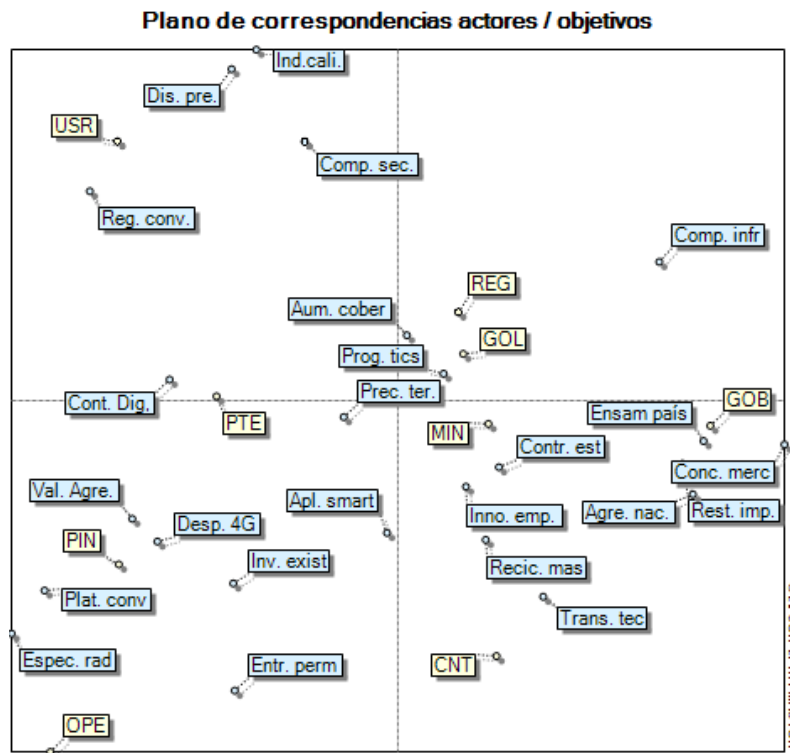 Plano de correspondencias actores / objetivos
Ind.cali.
Dis. pre.
USR
Comp. sec.
Reg. conv.
Comp. infr
REG
Aum. cober
GOL
Prog. tics
Prec. ter.
Cont. Dig,
PTE
MIN
Ensam país
GOB
Contr. est
Conc. merc
Val. Agre.
Apl. smart
Inno. emp.
Agre. nac.
Rest. imp.
Desp. 4G
PIN
Inv. exist
Recic. mas
Plat. conv
Trans. tec
Espec. rad
Entr. perm
CNT
OPE